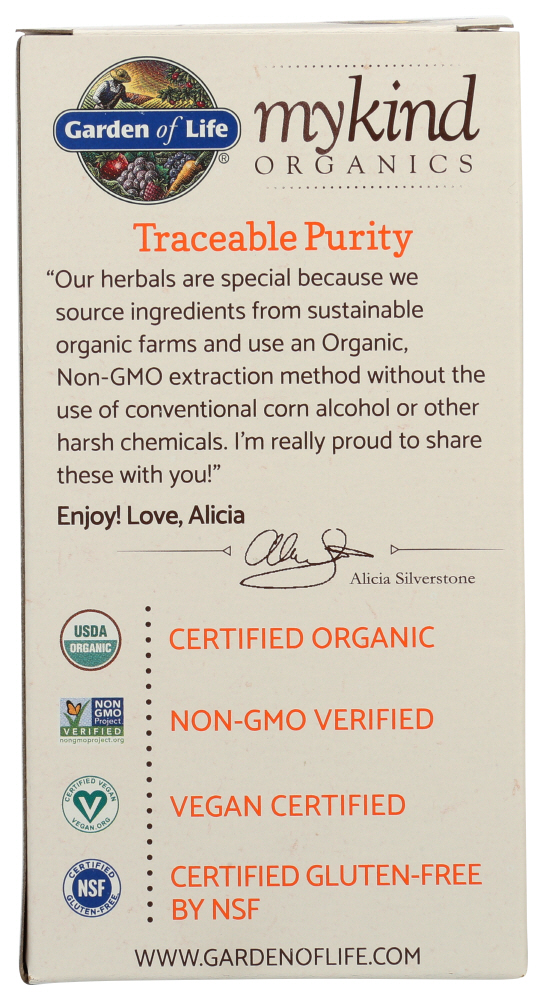 Garden of Life
®
mykind
ORGANICS
Traceable Purity
“Our herbals are special because we
source ingredients from sustainable
organic farms and use an Organic,
Non-GMO extraction method without the
use of conventional corn alcohol or other
harsh chemicals. I’m really proud to share
these with you!”
Enjoy! Love, Alicia
Alicia Silverstone
USDA
ORGANIC
CERTIFIED ORGANIC
NON
GMO
Project
VERIFIED
nongmoproject.org
NON-GMO VERIFIED
CERTIFIED VEGAN
VEGAN.ORG
VEGAN CERTIFIED
CERTIFIED
NSF
GLUTEN-FREE
CERTIFIED GLUTEN-FREE
BY NSF
WWW.GARDENOFLIFE.COM